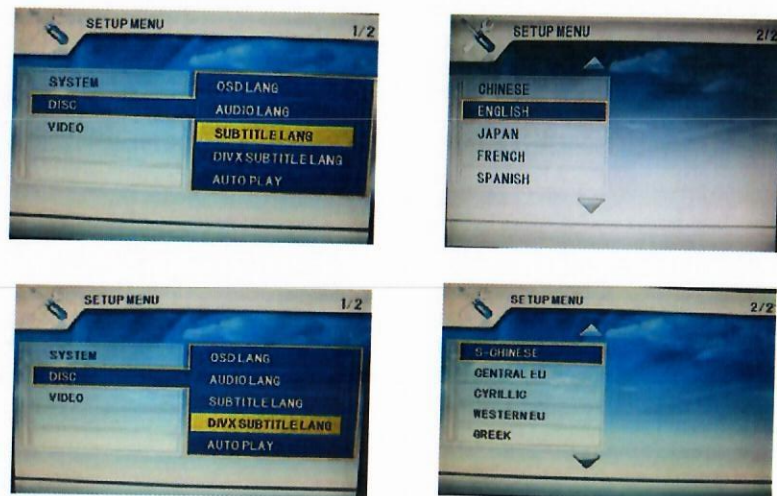 SETUP MENU 1/2
SYSTEM
DISC
VIDEO
OSD LANG
AUDIO LANG
SUBTITLE LANG
DIVX SUBTITLE LANG
AUTO PLAY
SETUP MENU 2/2
CHINESE
ENGLISH
JAPAN
FRENCH
SPANISH
SETUP MENU 1/2
SYSTEM
DISC
VIDEO
OSD LANG
AUDIO LANG
SUBTITLE LANG
DIVX SUBTITLE LANG
AUTO PLAY
SETUP MENU 2/2
S-CHINESE
CENTRAL EU
CYRILLIC
WESTERN EU
GREEK